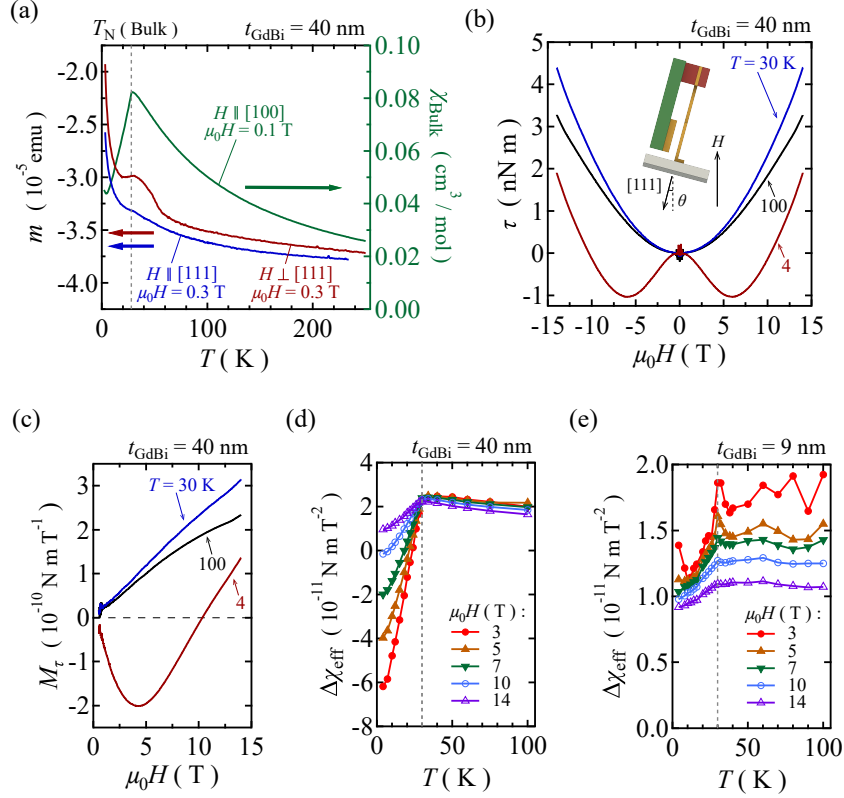 (a)
T_N ( Bulk )
t_GdBi = 40 nm
−2.0
−2.5
−3.0
−3.5
−4.0
m ( 10^-5 emu )
0.10
0.08
0.06
0.04
0.02
0.00
χ_Bulk ( cm^3 / mol )
H ∥ [100]
μ0H = 0.1 T
H ∥ [111]
μ0H = 0.3 T
H ⊥ [111]
μ0H = 0.3 T
0
100
200
T ( K )
(b)
t_GdBi = 40 nm
5
4
3
2
1
0
-1
τ ( nN m )
T = 30 K
H
[111]
θ
100
4
−15
−10
−5
0
5
10
15
μ0H ( T )
(c)
t_GdBi = 40 nm
3
2
1
0
−1
−2
M_τ ( 10^-10 N m T^-1 )
T = 30 K
100
4
0
5
10
15
μ0H ( T )
(d)
t_GdBi = 40 nm
4
2
0
-2
-4
-6
-8
Δχ_eff ( 10^-11 N m T^-2 )
μ0H ( T ) :
3
5
7
10
14
0
50
100
T ( K )
(e)
t_GdBi = 9 nm
2.0
1.5
1.0
0.5
0.0
Δχ_eff ( 10^-11 N m T^-2 )
μ0H ( T ) :
3
5
7
10
14
0
50
100
T ( K )